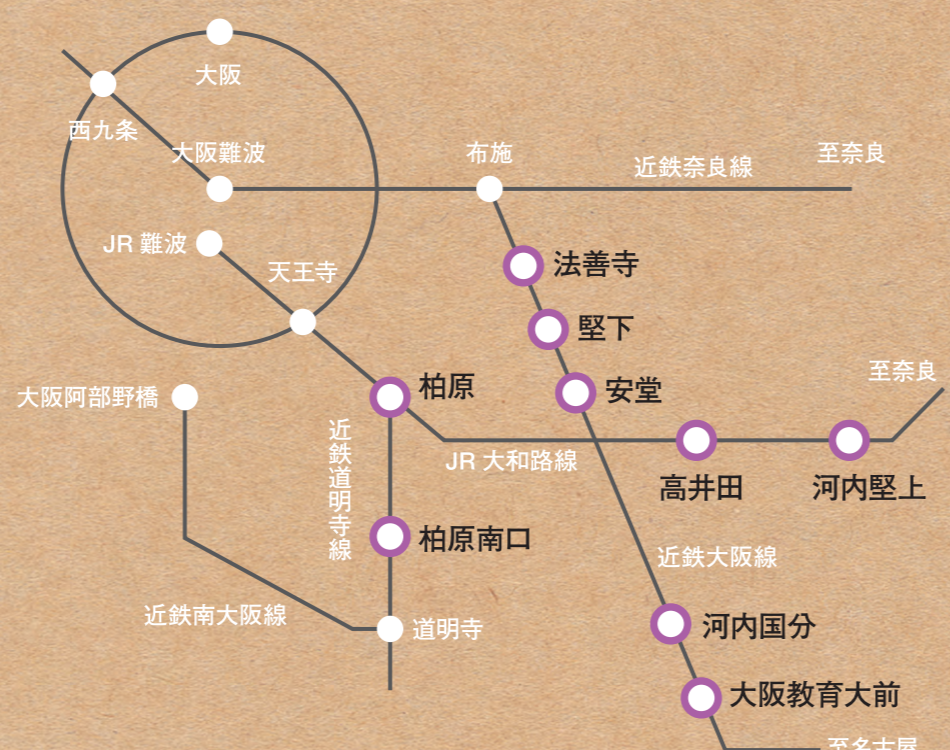 大阪
西九条
大阪難波
布施
近鉄奈良線
至奈良
JR 難波
天王寺
法善寺
堅下
安堂
至奈良
大阪阿部野橋
柏原
近鉄道明寺線
JR 大和路線
高井田
河内堅上
柏原南口
近鉄大阪線
近鉄南大阪線
道明寺
河内国分
大阪教育大前
至名古屋